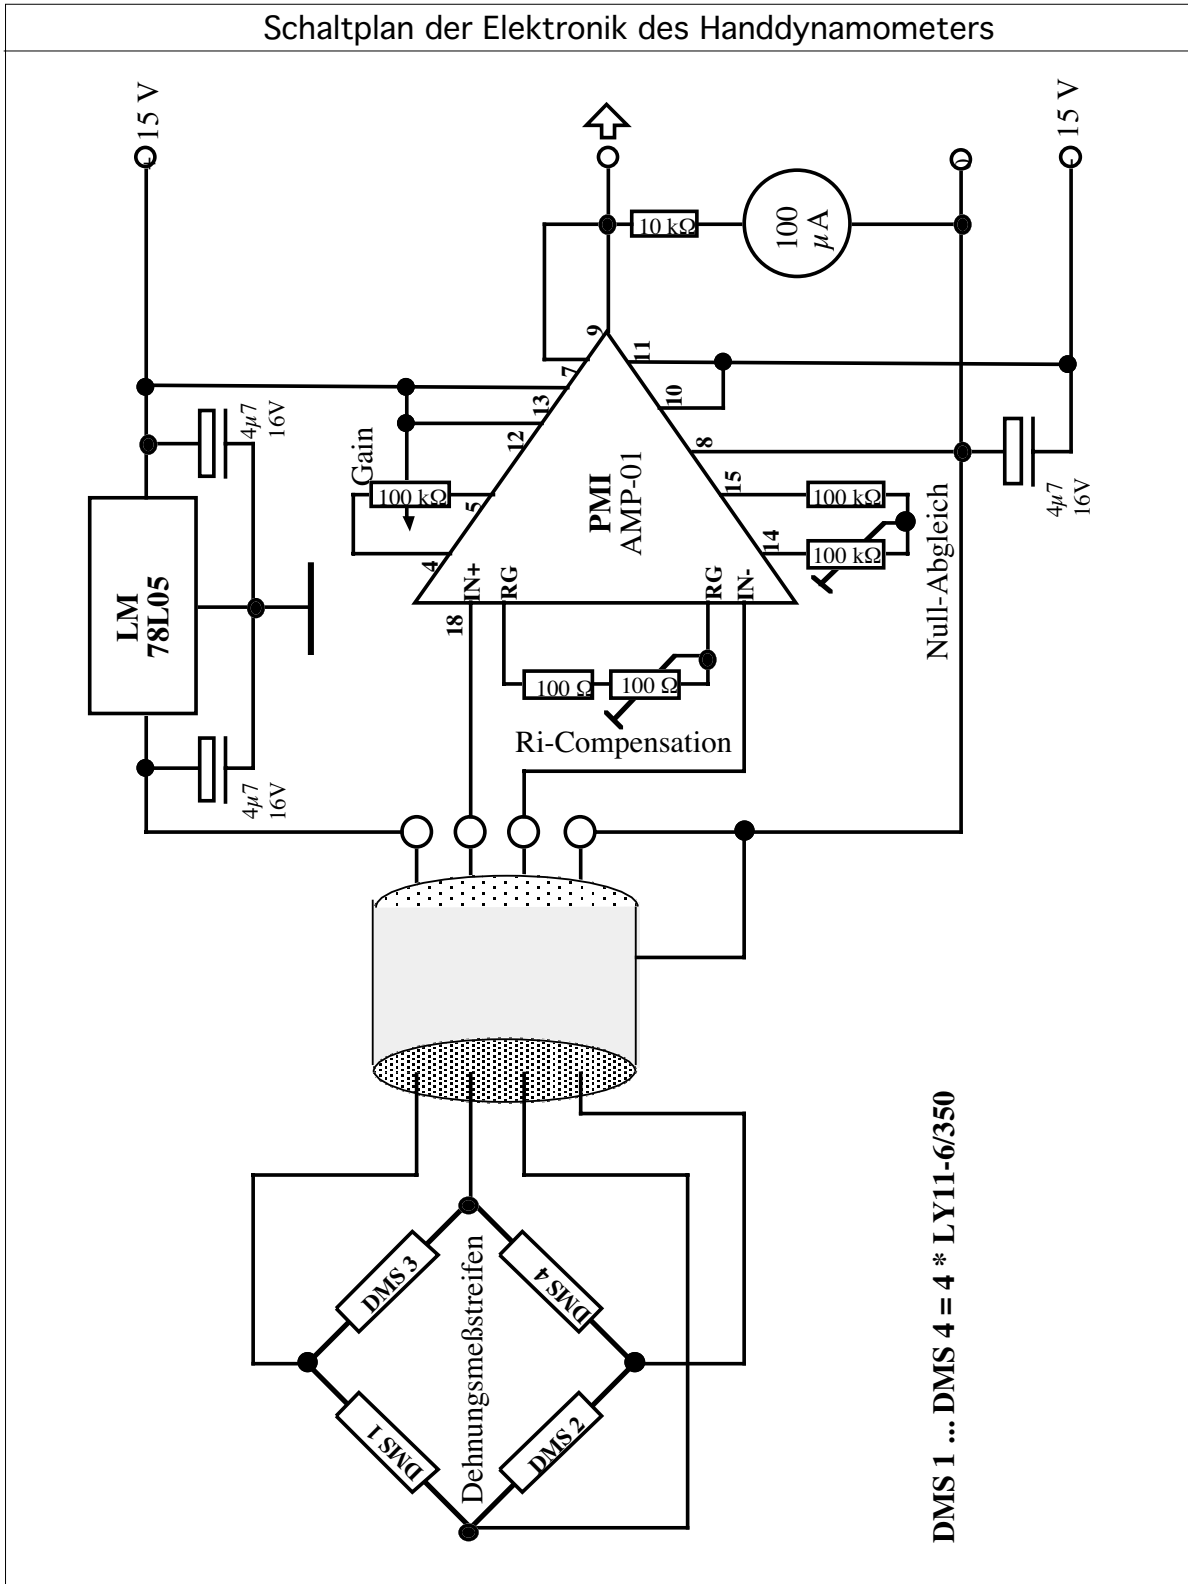 Schaltplan der Elektronik des Handdynamometers
+
15 V
15 V
0
10 kΩ
100
µA
9
11
7
10
13
12
8
4µ7
16V
Gain
100 kΩ
5
4
PMI
AMP-01
15
14
100 kΩ
100 kΩ
4µ7
16V
Null-Abgleich
LM
78L05
18
IN+
RG
RG
IN-
100 Ω
100 Ω
Ri-Compensation
4µ7
16V
DMS 3
DMS 4
Dehnungsmeßstreifen
DMS 1
DMS 2
DMS 1 ... DMS 4 = 4 * LY11-6/350